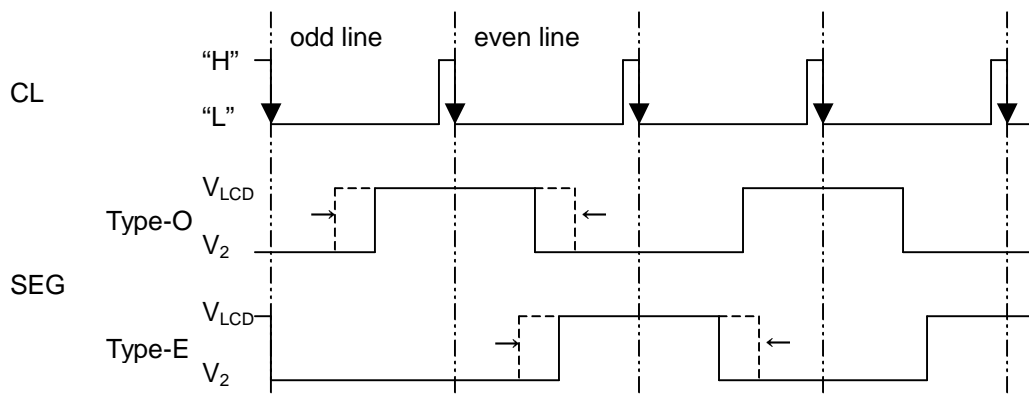 odd line even line
“H”
CL
“L”
VLCD
Type-O
V2
SEG
VLCD
Type-E
V2